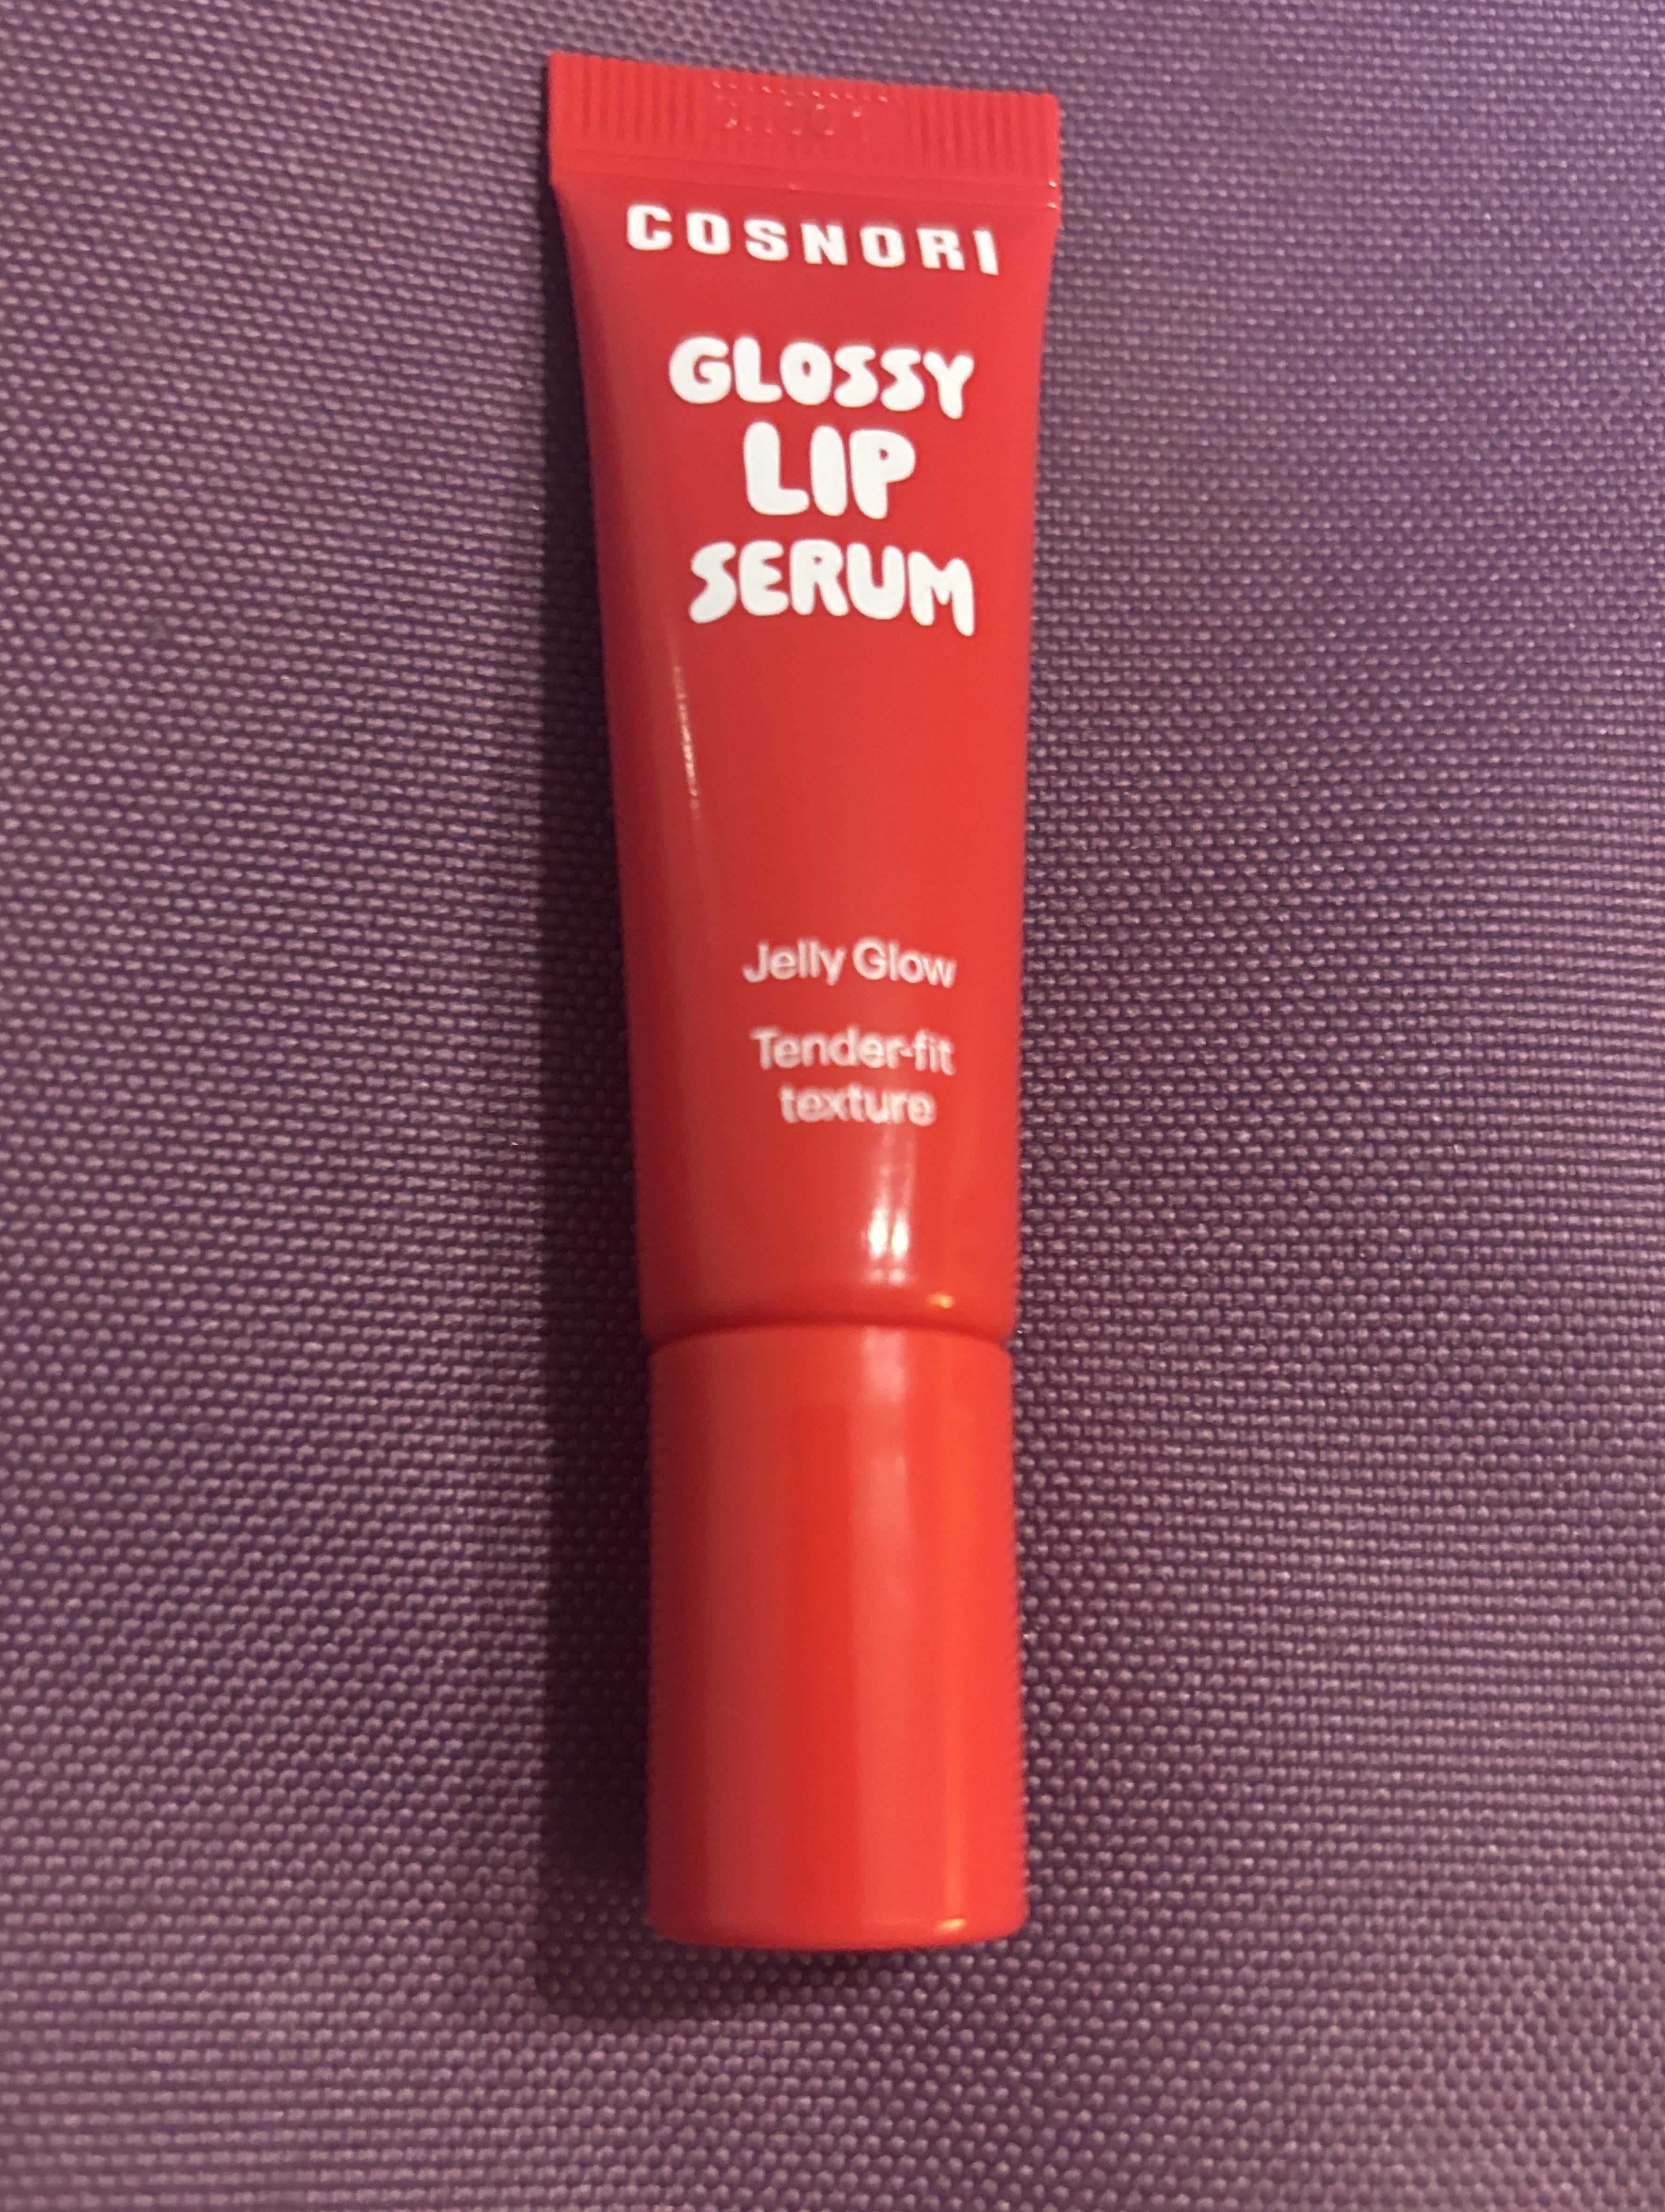 COSNORI
GLOSSY
LIP
SERUM
Jelly Glow
Tender-fit
texture